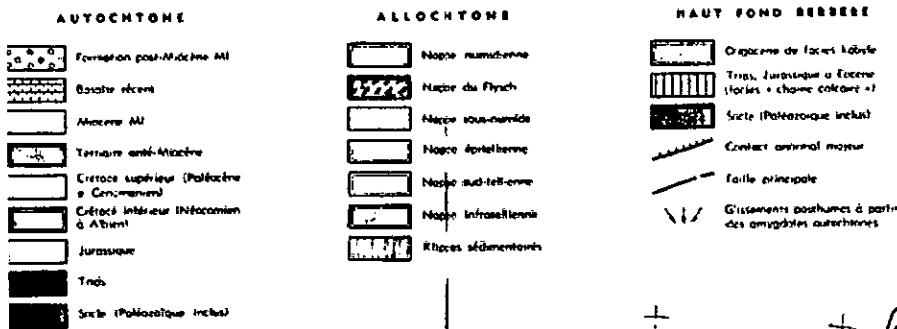 AUTOCHTONE
Formation post-Miocène MI
Basalte récent
Miocène MI
Tertiaire anté-Miocène
Crétacé supérieur (Paléocène
à Cénomanien)
Crétacé inférieur (Néocomien
à Albien)
Jurassique
Trias
Socle (Paléozoïque inclus)
ALLOCHTONE
Nappe numidienne
Nappe du Flysch
Nappe sous-numide
Nappe épitellienne
Nappe sud-tellienne
Nappe infratellienne
Klippes sédimentaires
HAUT FOND BERBERE
Oligocène de faciès kabyle
Trias, Jurassique à Eocène
(faciès « chaîne calcaire »)
Socle (Paléozoïque inclus)
Contact anormal majeur
Faille principale
Glissements posthumes à partir
des amygdales autochtones